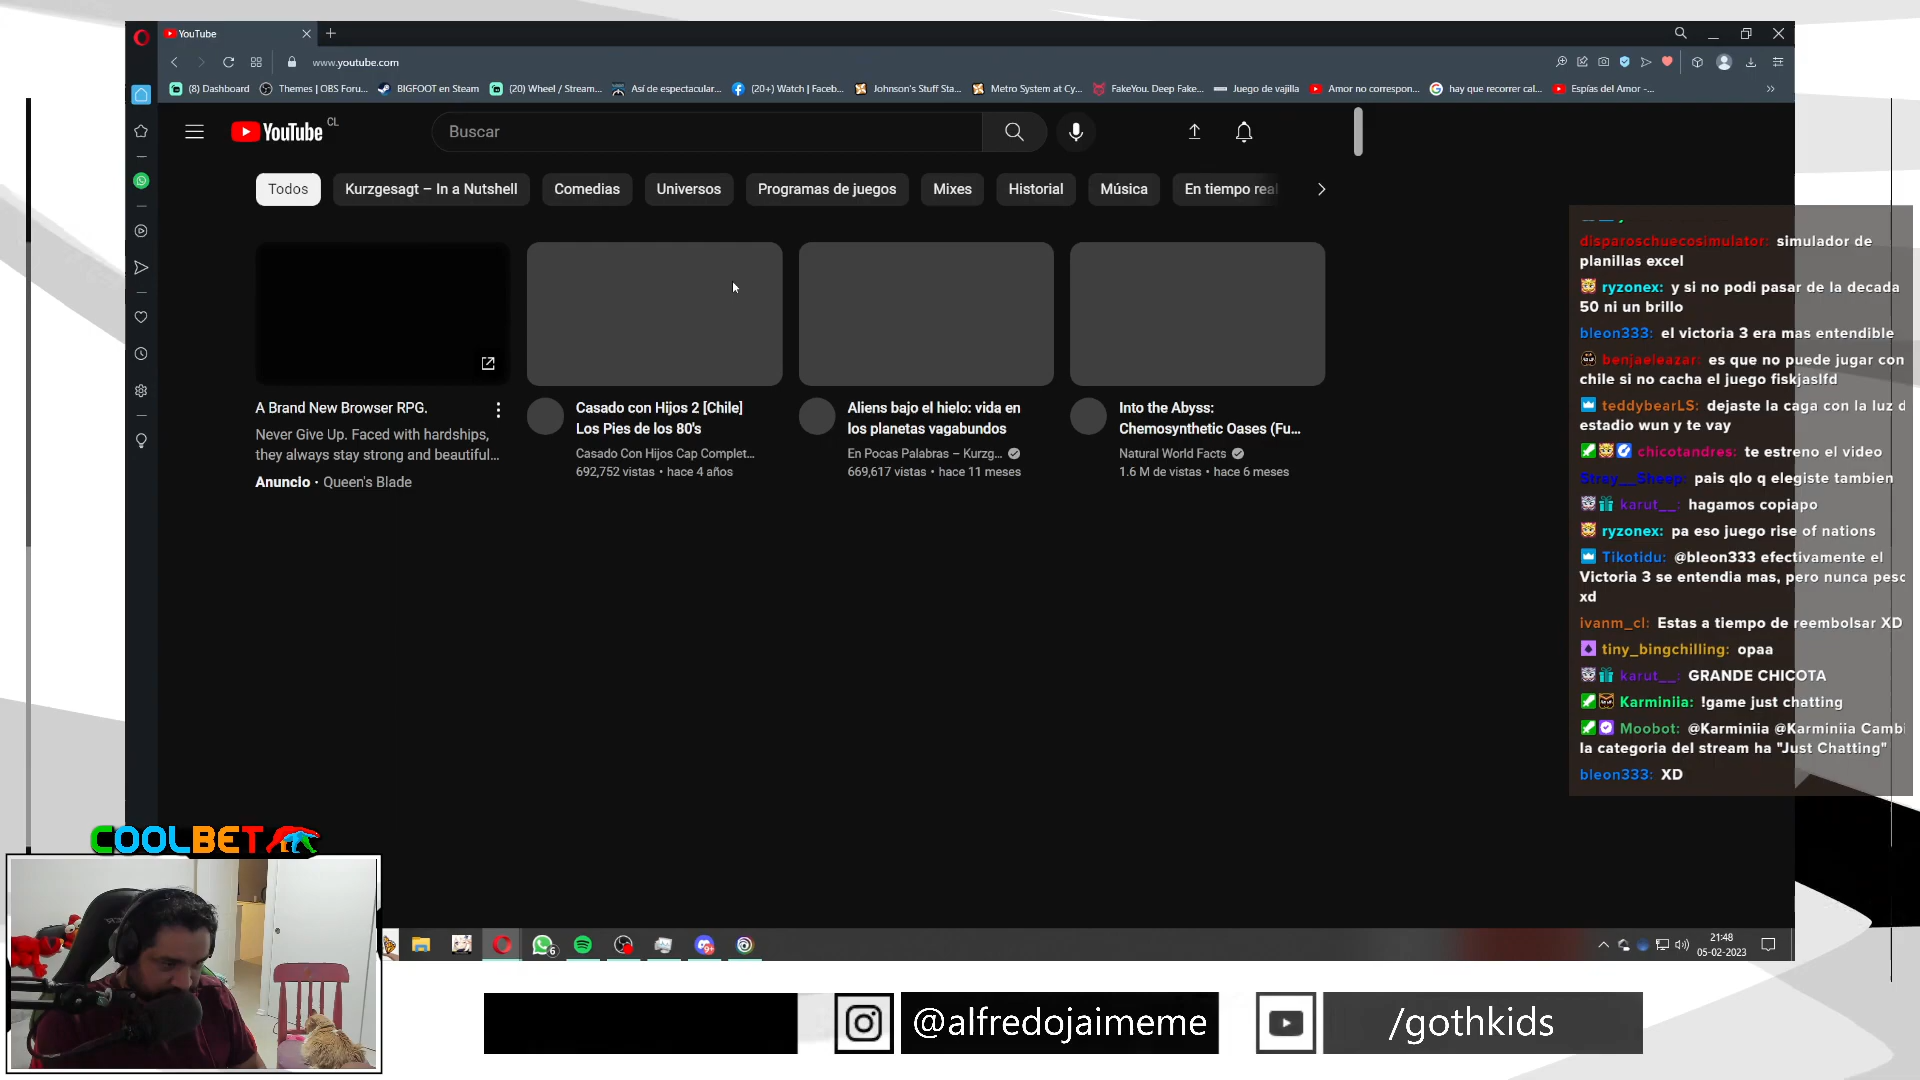 YouTube
www.youtube.com
(8) Dashboard
Themes | OBS Foru...
BIGFOOT en Steam
(20) Wheel / Stream...
Así de espectacular...
(20+) Watch | Faceb...
Johnson's Stuff Sta...
Metro System at Cy...
FakeYou. Deep Fake...
Juego de vajilla
Amor no correspon...
hay que recorrer cal...
Espías del Amor -...
YouTube CL
Buscar
Todos
Kurzgesagt – In a Nutshell
Comedias
Universos
Programas de juegos
Mixes
Historial
Música
En tiempo real
A Brand New Browser RPG.
Never Give Up. Faced with hardships,
they always stay strong and beautiful...
Anuncio • Queen's Blade
Casado con Hijos 2 [Chile]
Los Pies de los 80's
Casado Con Hijos Cap Complet...
692,752 vistas • hace 4 años
Aliens bajo el hielo: vida en
los planetas vagabundos
En Pocas Palabras – Kurzg...
669,617 vistas • hace 11 meses
Into the Abyss:
Chemosynthetic Oases (Fu...
Natural World Facts
1.6 M de vistas • hace 6 meses
disparoschuecosimulator: simulador de
planillas excel
ryzonex: y si no podi pasar de la decada
50 ni un brillo
bleon333: el victoria 3 era mas entendible
benjaeleazar: es que no puede jugar con
chile si no cacha el juego fiskjaslfd
teddybearLS: dejaste la caga con la luz d
estadio wun y te vay
chicotandres: te estreno el video
Stray__Sheep: pais qlo q elegiste tambien
karut__: hagamos copiapo
ryzonex: pa eso juego rise of nations
Tikotidu: @bleon333 efectivamente el
Victoria 3 se entendia mas, pero nunca pesc
xd
ivanm_cl: Estas a tiempo de reembolsar XD
tiny_bingchilling: opaa
karut__: GRANDE CHICOTA
Karminiia: !game just chatting
Moobot: @Karminiia @Karminiia Cambi
la categoria del stream ha "Just Chatting"
bleon333: XD
COOLBET
6
9+
21:48
05-02-2023
@alfredojaimeme
/gothkids